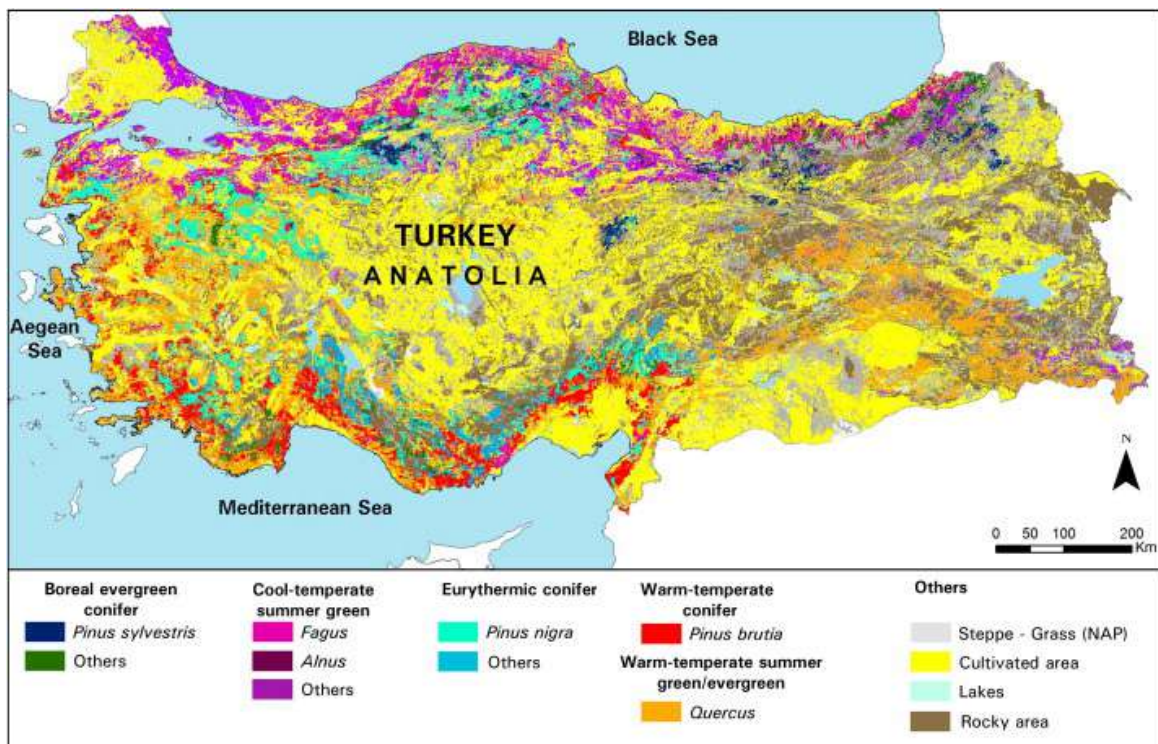 Black Sea
TURKEY
ANATOLIA
Aegean
Sea
Mediterranean Sea
N
0 50 100 200
Km
Boreal evergreen
conifer
Pinus sylvestris
Others
Cool-temperate
summer green
Fagus
Alnus
Others
Eurythermic conifer
Pinus nigra
Others
Warm-temperate
conifer
Pinus brutia
Warm-temperate summer
green/evergreen
Quercus
Others
Steppe - Grass (NAP)
Cultivated area
Lakes
Rocky area